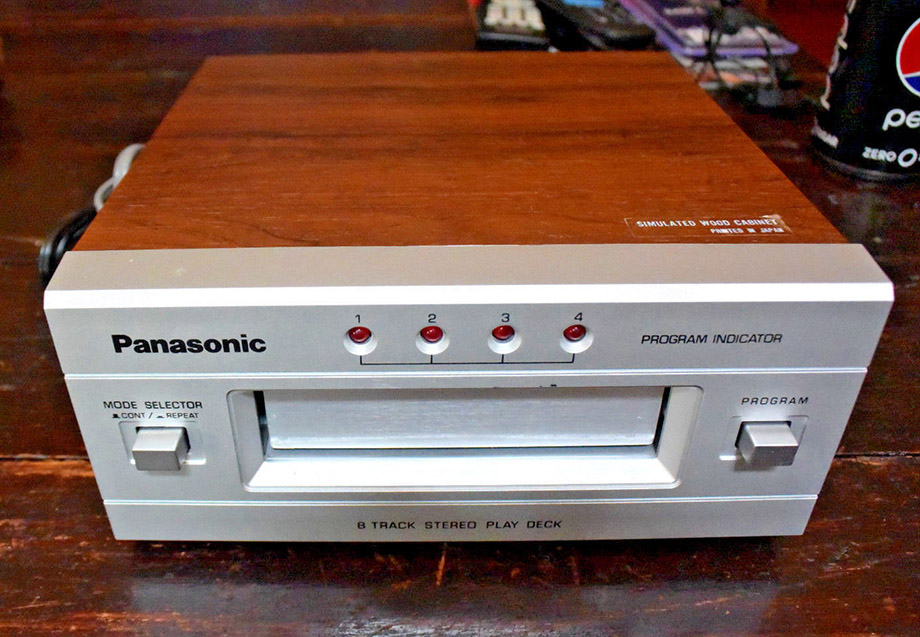 SIMULATED WOOD CABINET
PRINTED IN JAPAN
ZERO
1 2 3 4
Panasonic
PROGRAM INDICATOR
MODE SELECTOR
CONT / REPEAT
PROGRAM
8 TRACK STEREO PLAY DECK